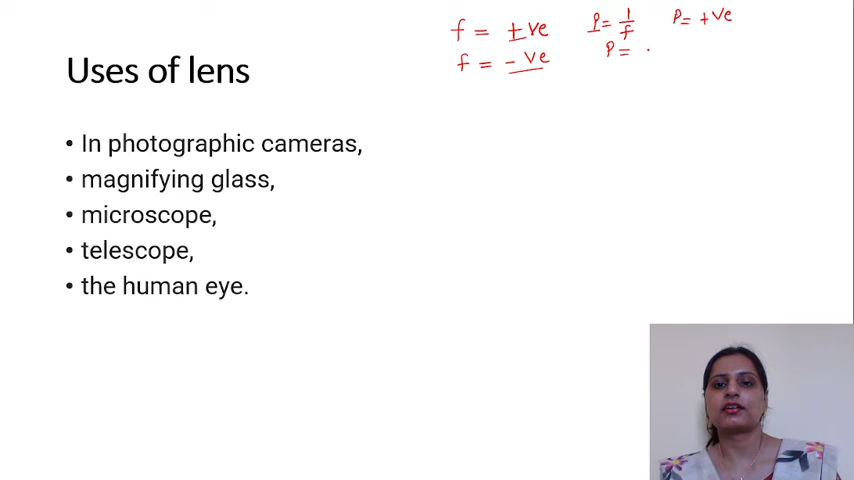 f = +ve P = 1/f P = +ve
f = -ve P =
Uses of lens
• In photographic cameras,
• magnifying glass,
• microscope,
• telescope,
• the human eye.